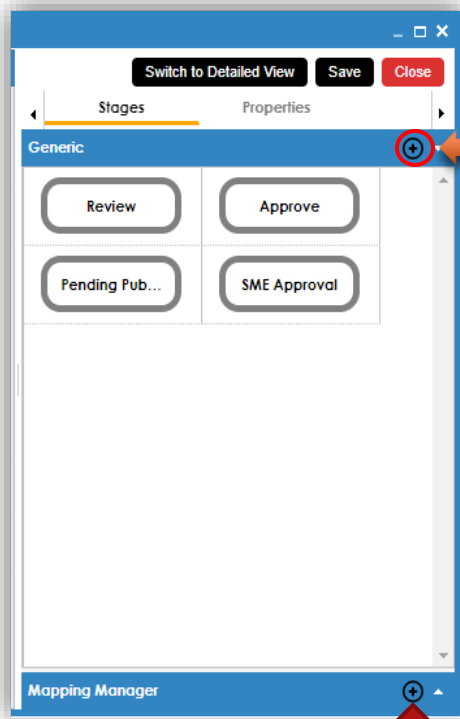 Switch to Detailed View Save Close
Stages Properties
Generic
Review Approve
Pending Pub... SME Approval
Mapping Manager